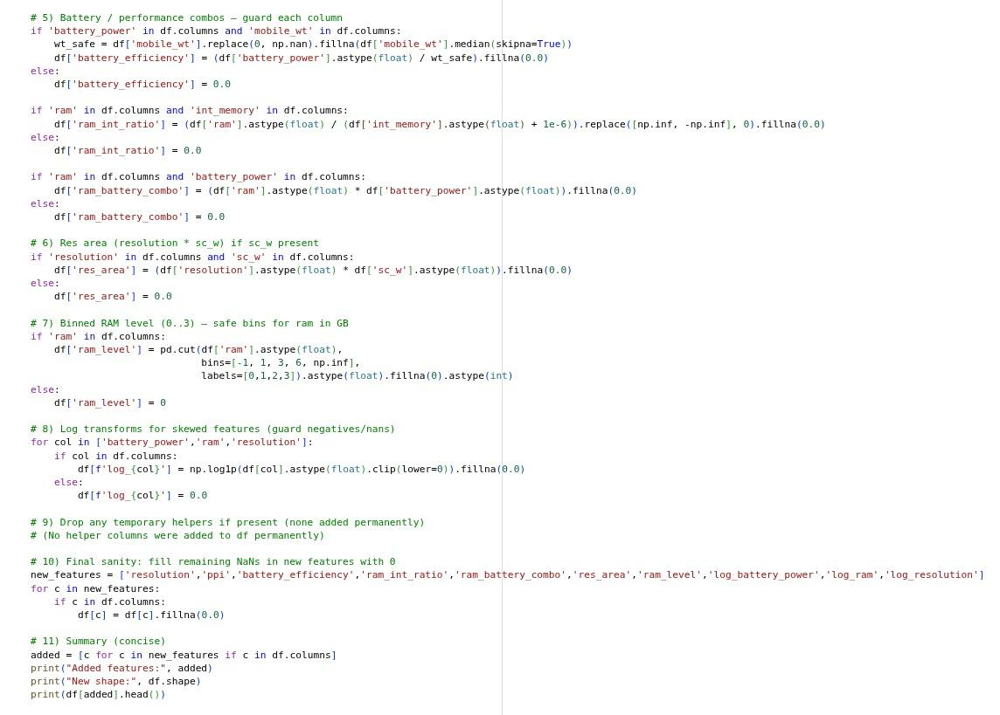 # 5) Battery / performance combos — guard each column
if 'battery_power' in df.columns and 'mobile_wt' in df.columns:
    wt_safe = df['mobile_wt'].replace(0, np.nan).fillna(df['mobile_wt'].median(skipna=True))
    df['battery_efficiency'] = (df['battery_power'].astype(float) / wt_safe).fillna(0.0)
else:
    df['battery_efficiency'] = 0.0

if 'ram' in df.columns and 'int_memory' in df.columns:
    df['ram_int_ratio'] = (df['ram'].astype(float) / (df['int_memory'].astype(float) + 1e-6)).replace([np.inf, -np.inf], 0).fillna(0.0)
else:
    df['ram_int_ratio'] = 0.0

if 'ram' in df.columns and 'battery_power' in df.columns:
    df['ram_battery_combo'] = (df['ram'].astype(float) * df['battery_power'].astype(float)).fillna(0.0)
else:
    df['ram_battery_combo'] = 0.0

# 6) Res area (resolution * sc_w) if sc_w present
if 'resolution' in df.columns and 'sc_w' in df.columns:
    df['res_area'] = (df['resolution'].astype(float) * df['sc_w'].astype(float)).fillna(0.0)
else:
    df['res_area'] = 0.0

# 7) Binned RAM level (0..3) — safe bins for ram in GB
if 'ram' in df.columns:
    df['ram_level'] = pd.cut(df['ram'].astype(float),
                             bins=[-1, 1, 3, 6, np.inf],
                             labels=[0,1,2,3]).astype(float).fillna(0).astype(int)
else:
    df['ram_level'] = 0

# 8) Log transforms for skewed features (guard negatives/nans)
for col in ['battery_power','ram','resolution']:
    if col in df.columns:
        df[f'log_{col}'] = np.log1p(df[col].astype(float).clip(lower=0)).fillna(0.0)
    else:
        df[f'log_{col}'] = 0.0

# 9) Drop any temporary helpers if present (none added permanently)
# (No helper columns were added to df permanently)

# 10) Final sanity: fill remaining NaNs in new features with 0
new_features = ['resolution','ppi','battery_efficiency','ram_int_ratio','ram_battery_combo','res_area','ram_level','log_battery_power','log_ram','log_resolution']
for c in new_features:
    if c in df.columns:
        df[c] = df[c].fillna(0.0)

# 11) Summary (concise)
added = [c for c in new_features if c in df.columns]
print("Added features:", added)
print("New shape:", df.shape)
print(df[added].head())